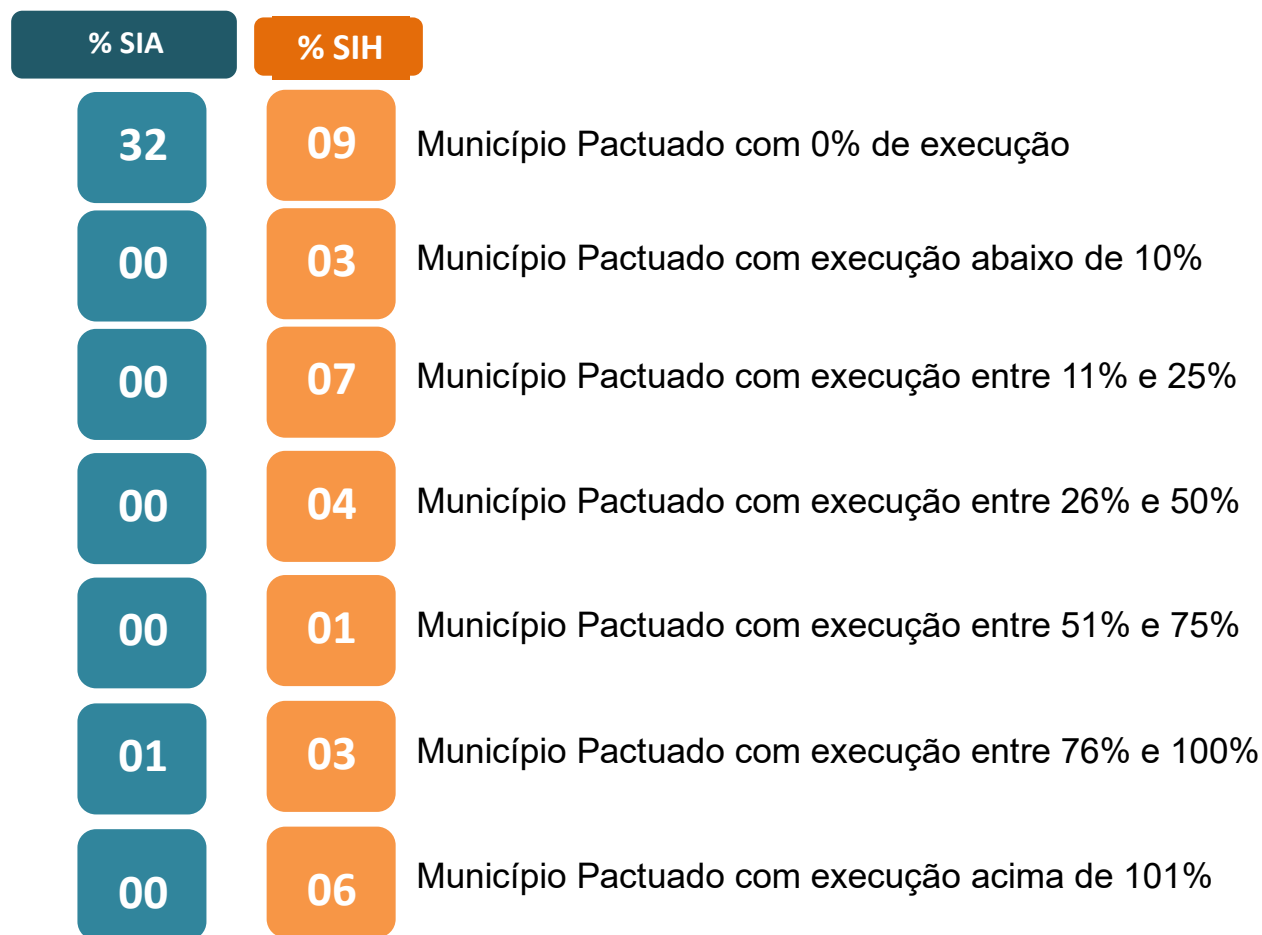 % SIA % SIH
32 09 Município Pactuado com 0% de execução
00 03 Município Pactuado com execução abaixo de 10%
00 07 Município Pactuado com execução entre 11% e 25%
00 04 Município Pactuado com execução entre 26% e 50%
00 01 Município Pactuado com execução entre 51% e 75%
01 03 Município Pactuado com execução entre 76% e 100%
00 06 Município Pactuado com execução acima de 101%